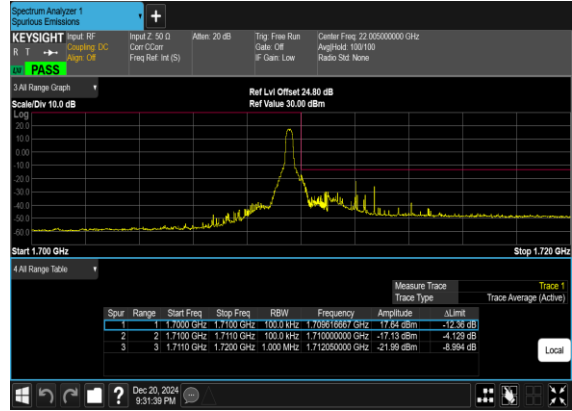 Spectrum Analyzer 1
Spurious Emissions
KEYSIGHT Input: RF Input Z: 50 Ω Atten: 20 dB Trig: Free Run Center Freq: 22.005000000 GHz
R T Coupling: DC Corr CCorr Gate: Off Avg|Hold: 100/100
Align: Off Freq Ref: Int (S) IF Gain: Low Radio Std: None
PASS
3 All Range Graph
Ref Lvl Offset 24.80 dB
Scale/Div 10.0 dB Ref Value 30.00 dBm
Log
20.0
10.0
0.00
-10.0
-20.0
-30.0
-40.0
-50.0
-60.0
Start 1.700 GHz Stop 1.720 GHz
4 All Range Table
Measure Trace Trace 1
Trace Type Trace Average (Active)
Spur Range Start Freq Stop Freq RBW Frequency Amplitude ΔLimit
1 1 1.7000 GHz 1.7100 GHz 100.0 kHz 1.709616667 GHz 17.64 dBm -12.36 dB
2 2 1.7100 GHz 1.7110 GHz 100.0 kHz 1.710000000 GHz -17.13 dBm -4.129 dB
3 3 1.7110 GHz 1.7200 GHz 1.000 MHz 1.712050000 GHz -21.99 dBm -8.994 dB
Local
? Dec 20, 2024
9:31:39 PM